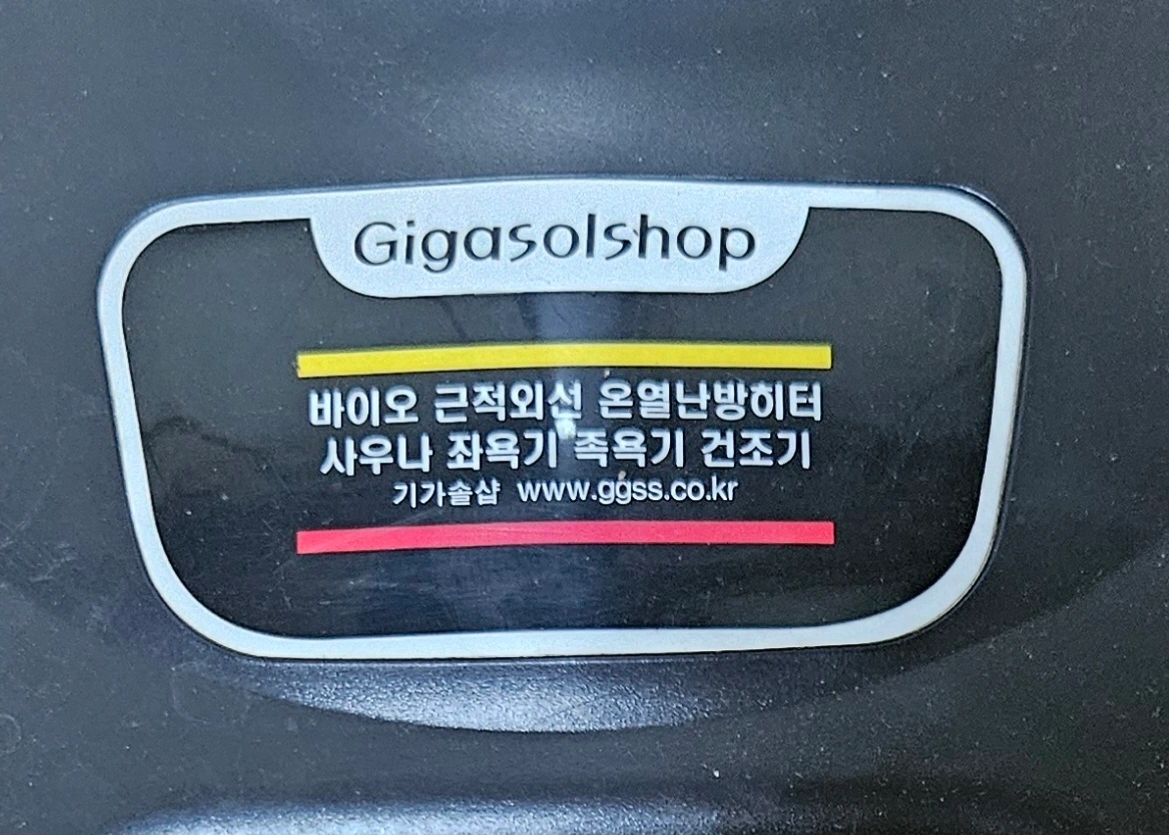 Gigasolshop
바이오 근적외선 온열난방히터
사우나 좌욕기 족욕기 건조기
기가솔샵 www.ggss.co.kr